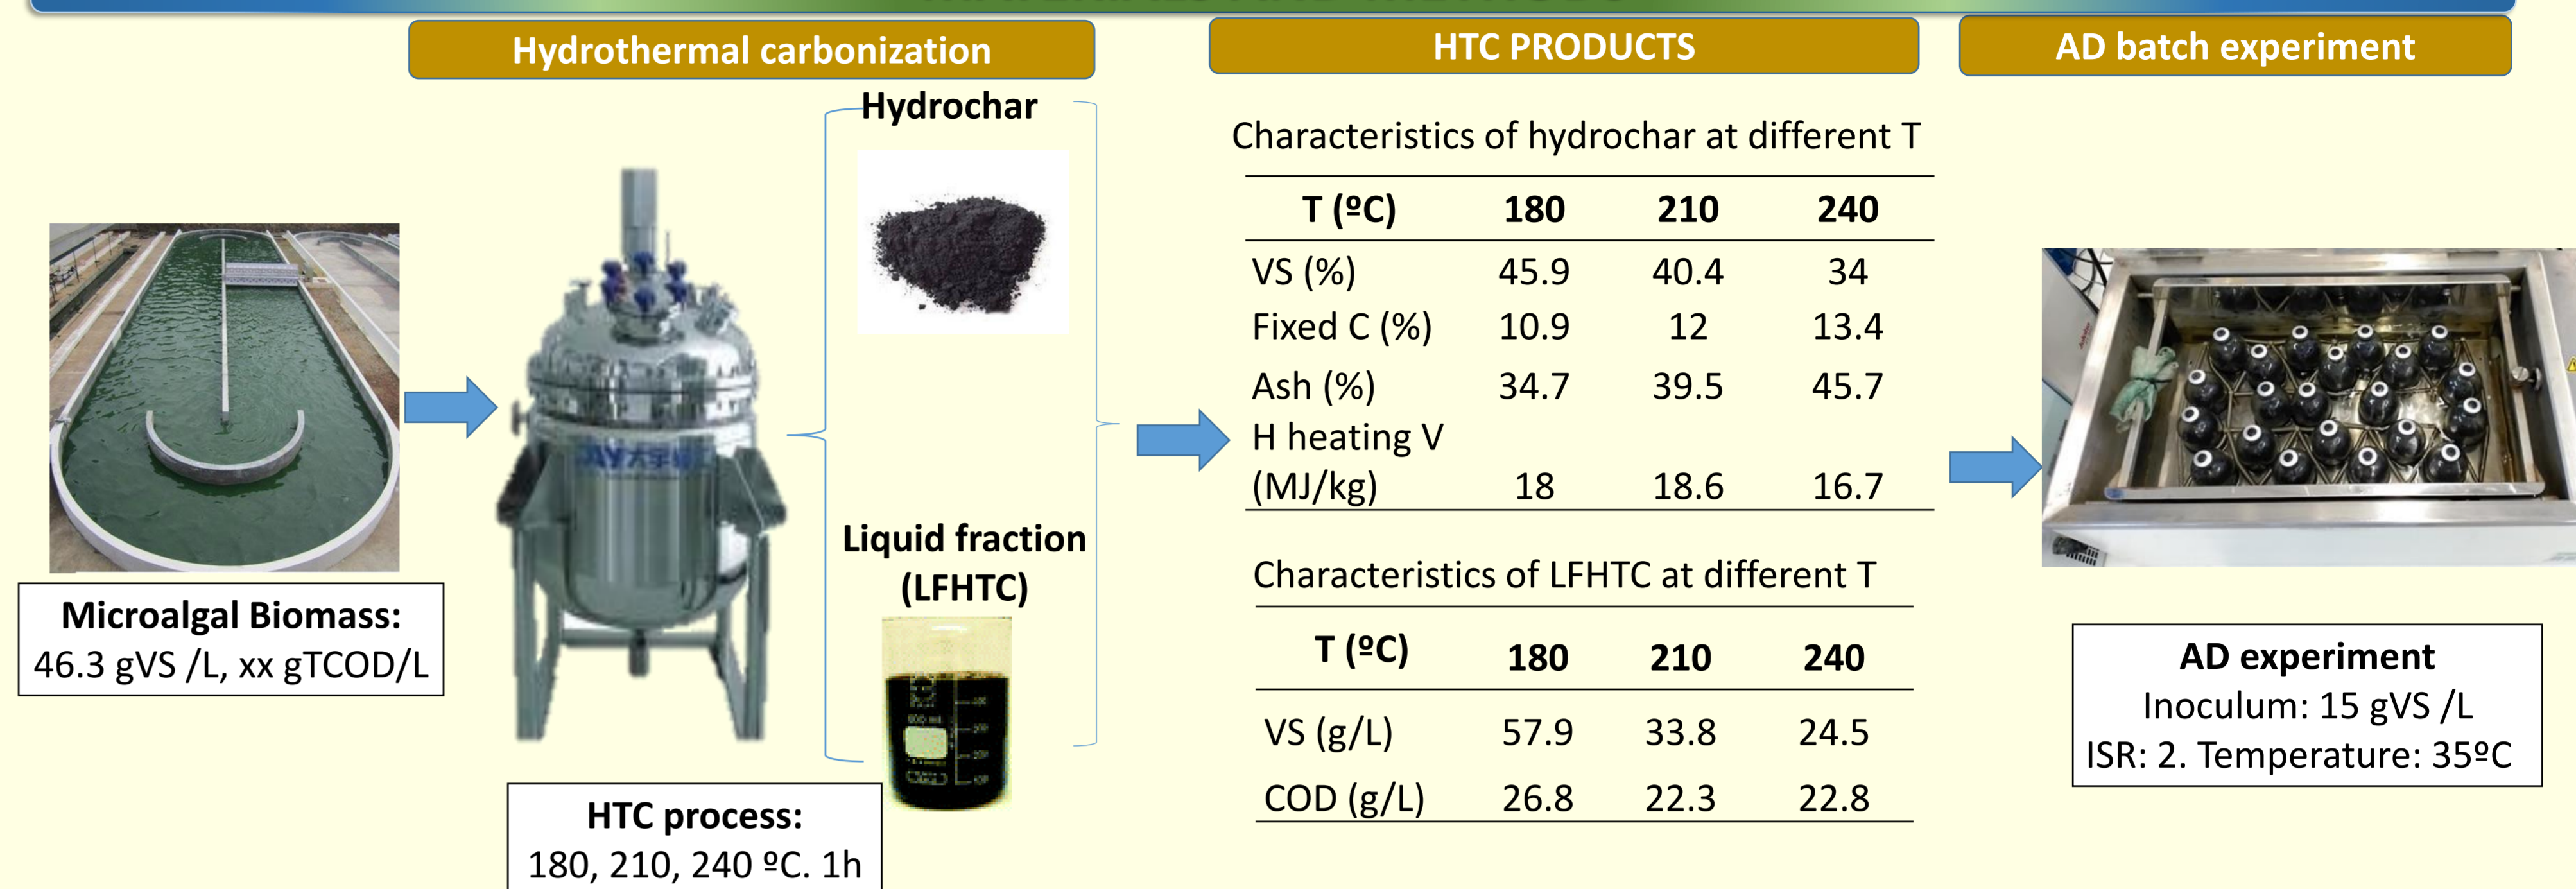 Hydrothermal carbonization
HTC PRODUCTS
AD batch experiment
Hydrochar
Liquid fraction
(LFHTC)
Microalgal Biomass:
46.3 gVS /L, xx gTCOD/L
HTC process:
180, 210, 240 ºC. 1h
Characteristics of hydrochar at different T
T (ºC) 180 210 240
VS (%) 45.9 40.4 34
Fixed C (%) 10.9 12 13.4
Ash (%) 34.7 39.5 45.7
H heating V
(MJ/kg) 18 18.6 16.7
Characteristics of LFHTC at different T
T (ºC) 180 210 240
VS (g/L) 57.9 33.8 24.5
COD (g/L) 26.8 22.3 22.8
AD experiment
Inoculum: 15 gVS /L
ISR: 2. Temperature: 35ºC